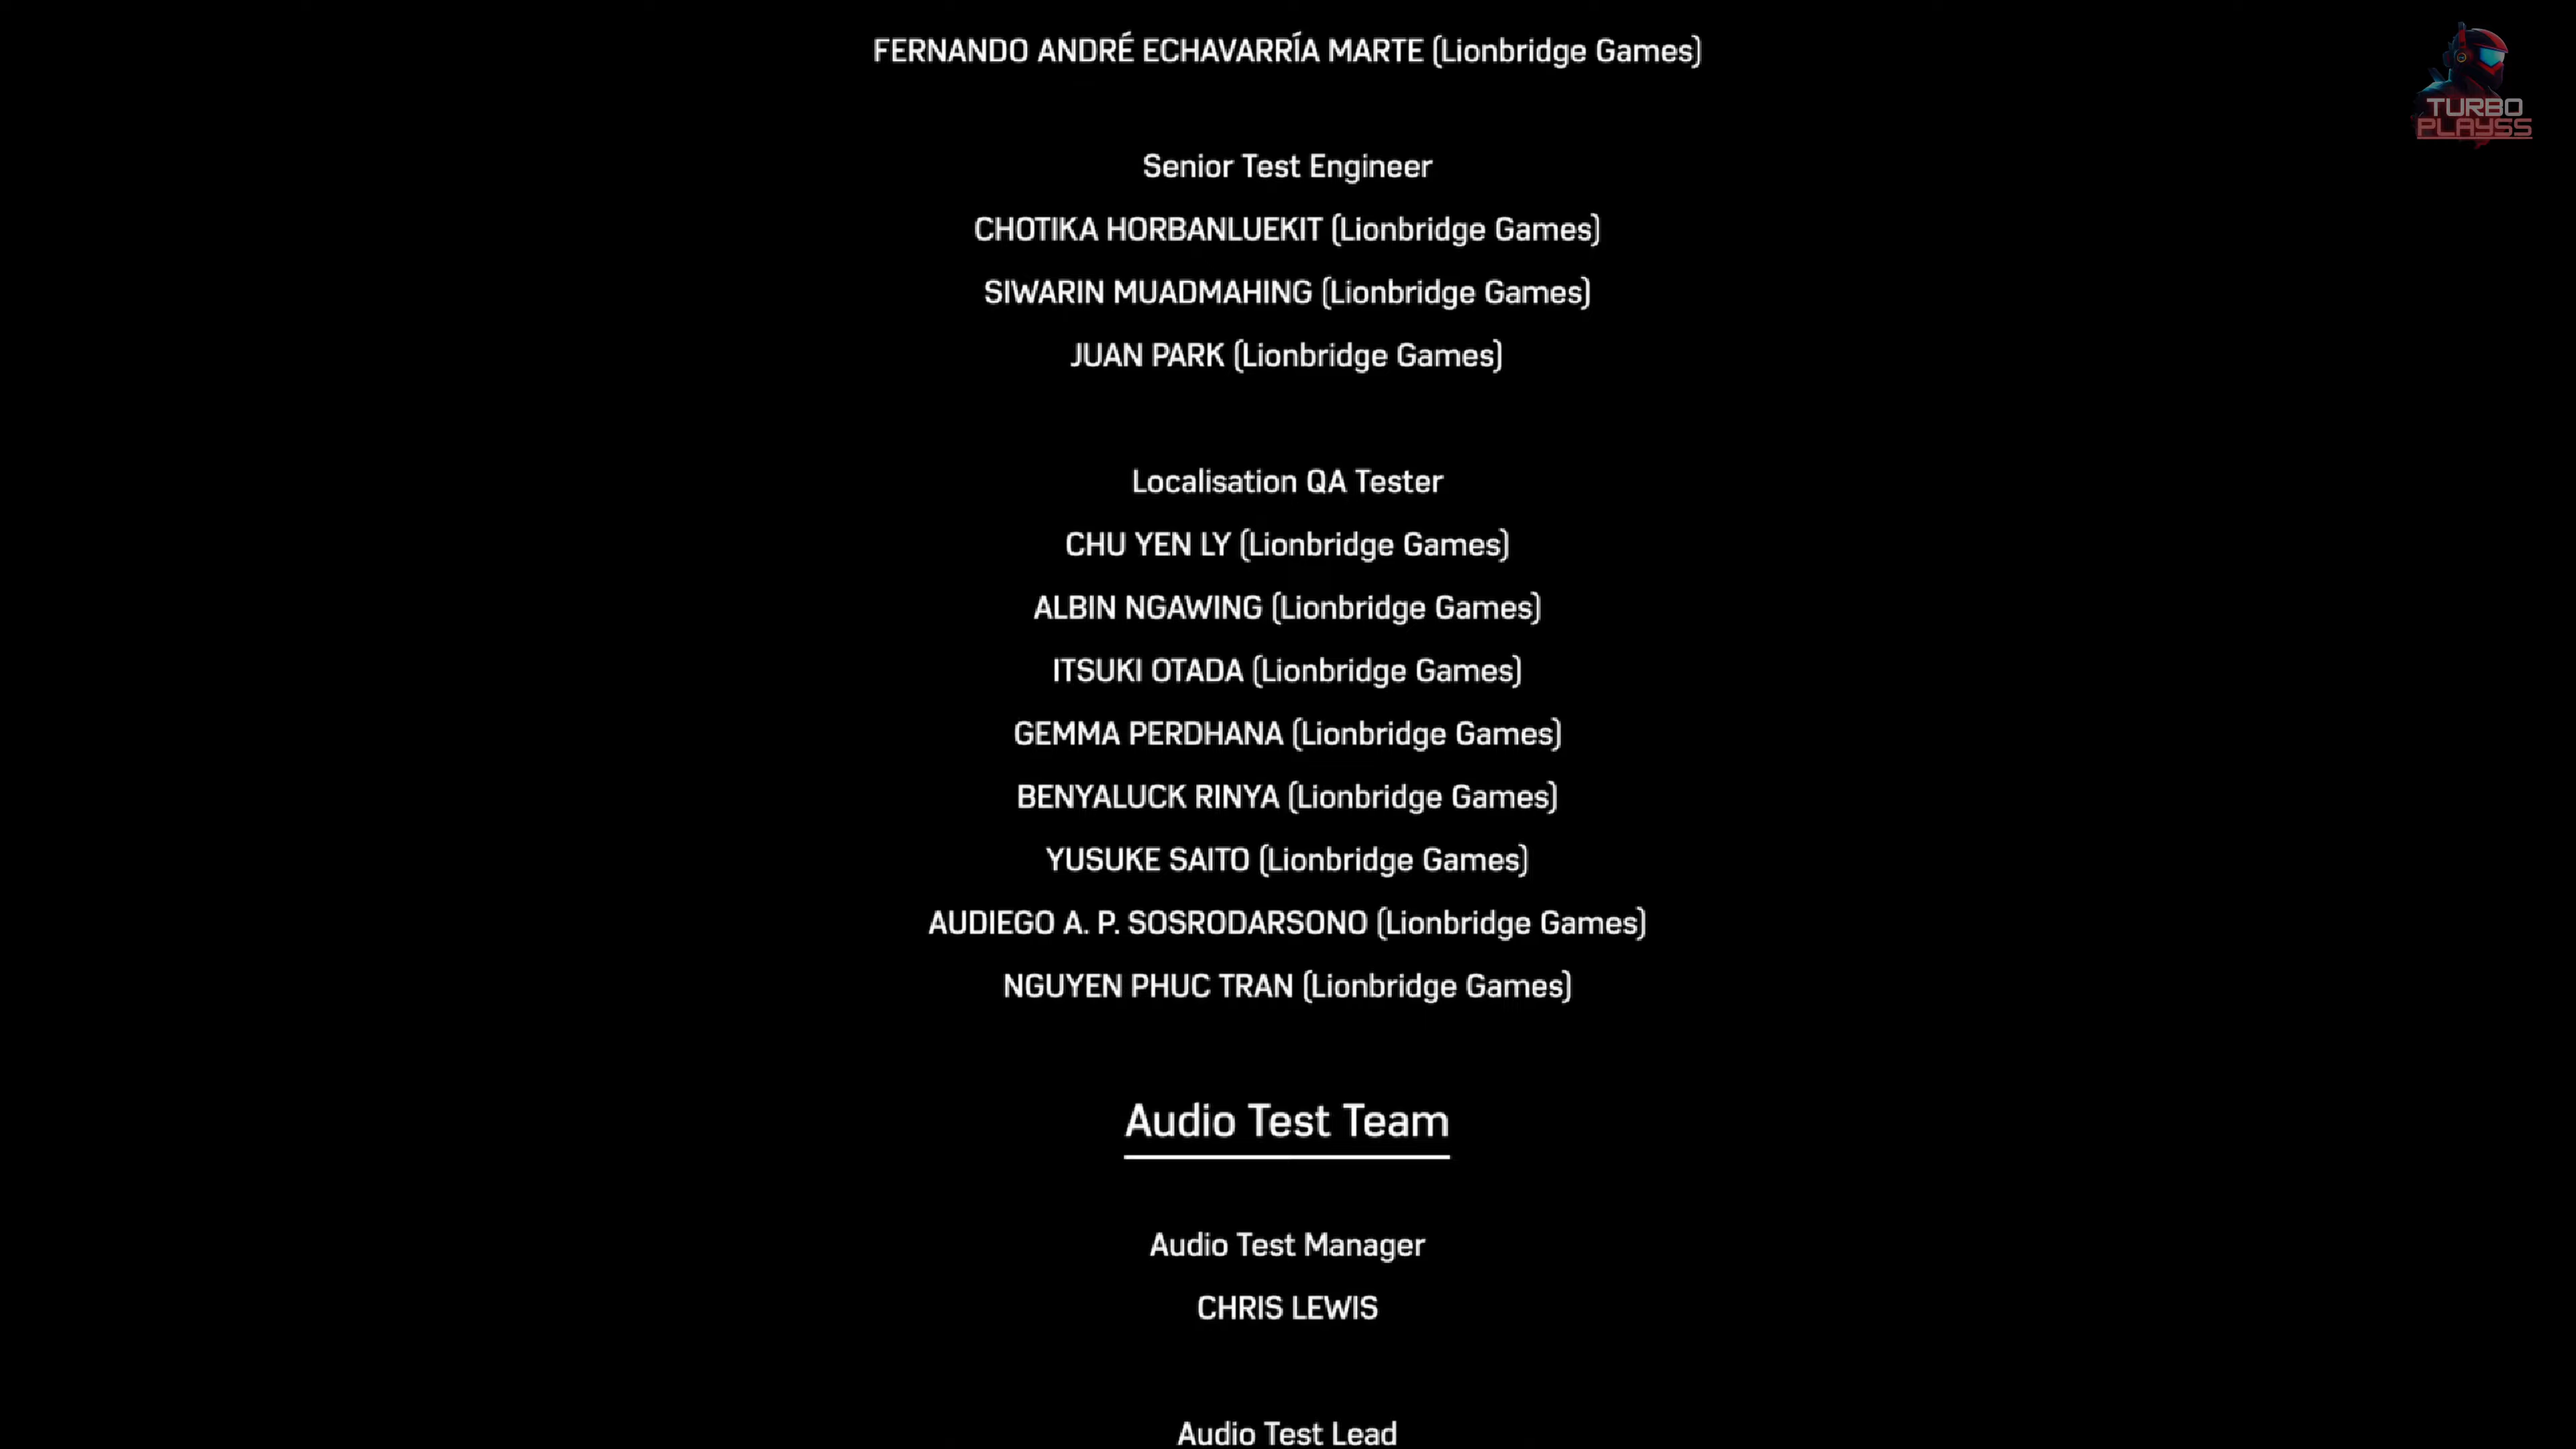 FERNANDO ANDRÉ ECHAVARRÍA MARTE (Lionbridge Games)
TURBO
PLAYSS
Senior Test Engineer
CHOTIKA HORBANLUEKIT (Lionbridge Games)
SIWARIN MUADMAHING (Lionbridge Games)
JUAN PARK (Lionbridge Games)
Localisation QA Tester
CHU YEN LY (Lionbridge Games)
ALBIN NGAWING (Lionbridge Games)
ITSUKI OTADA (Lionbridge Games)
GEMMA PERDHANA (Lionbridge Games)
BENYALUCK RINYA (Lionbridge Games)
YUSUKE SAITO (Lionbridge Games)
AUDIEGO A. P. SOSRODARSONO (Lionbridge Games)
NGUYEN PHUC TRAN (Lionbridge Games)
Audio Test Team
Audio Test Manager
CHRIS LEWIS
Audio Test Lead